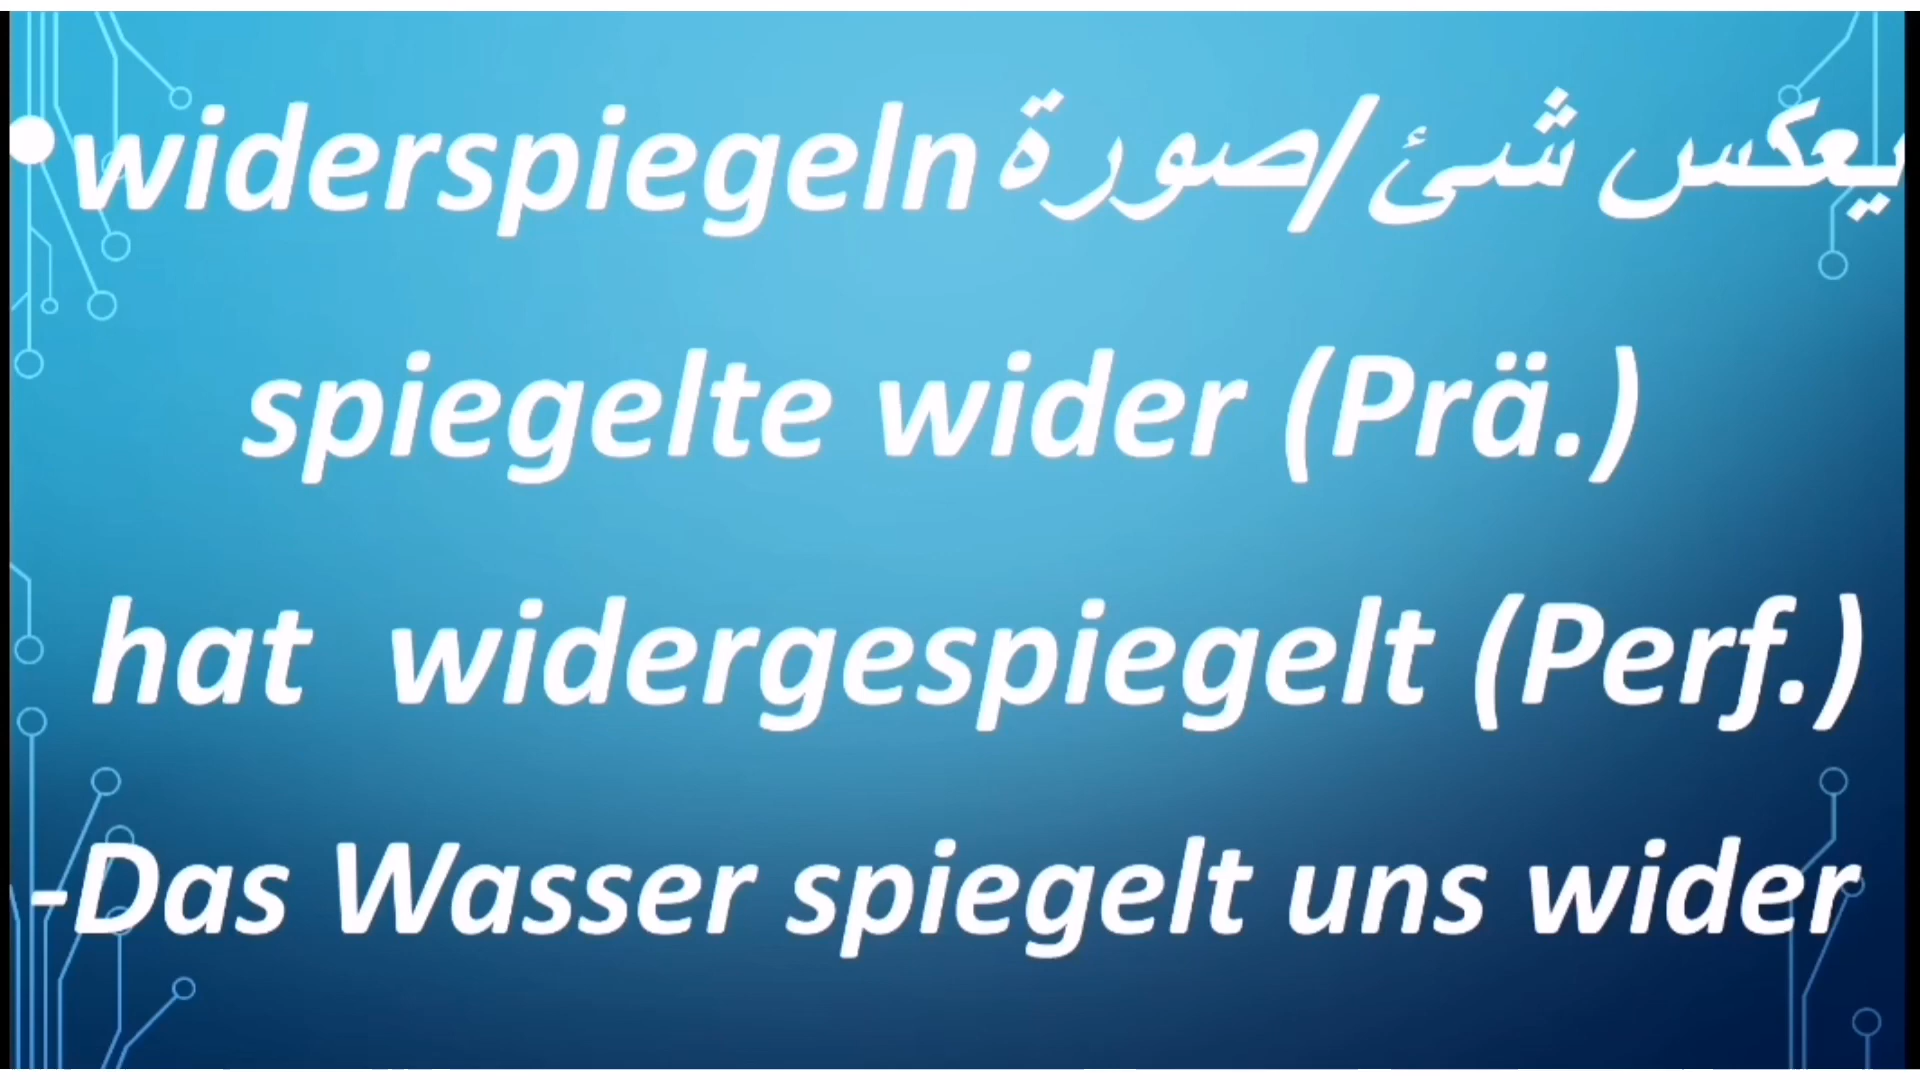 • widerspiegeln يعكس شئ/صورة
spiegelte wider (Prä.)
hat widergespiegelt (Perf.)
-Das Wasser spiegelt uns wider